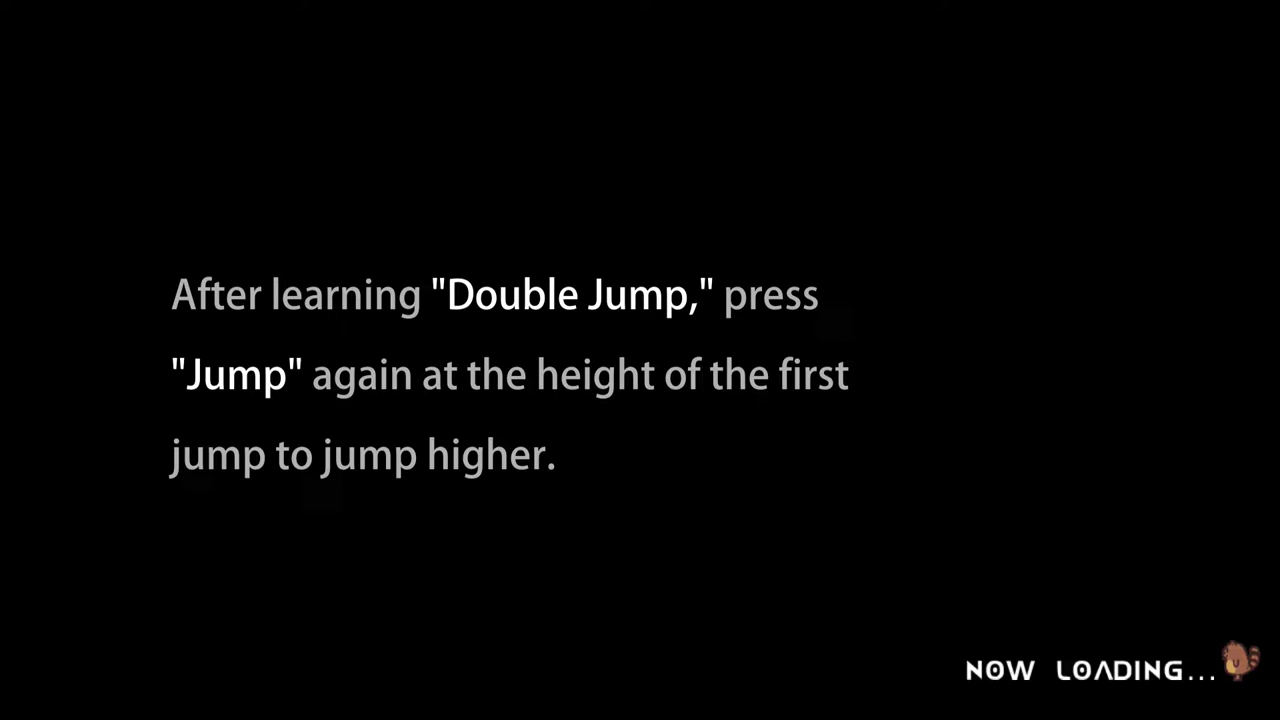 After learning "Double Jump," press
"Jump" again at the height of the first
jump to jump higher.
NOW LOADING...